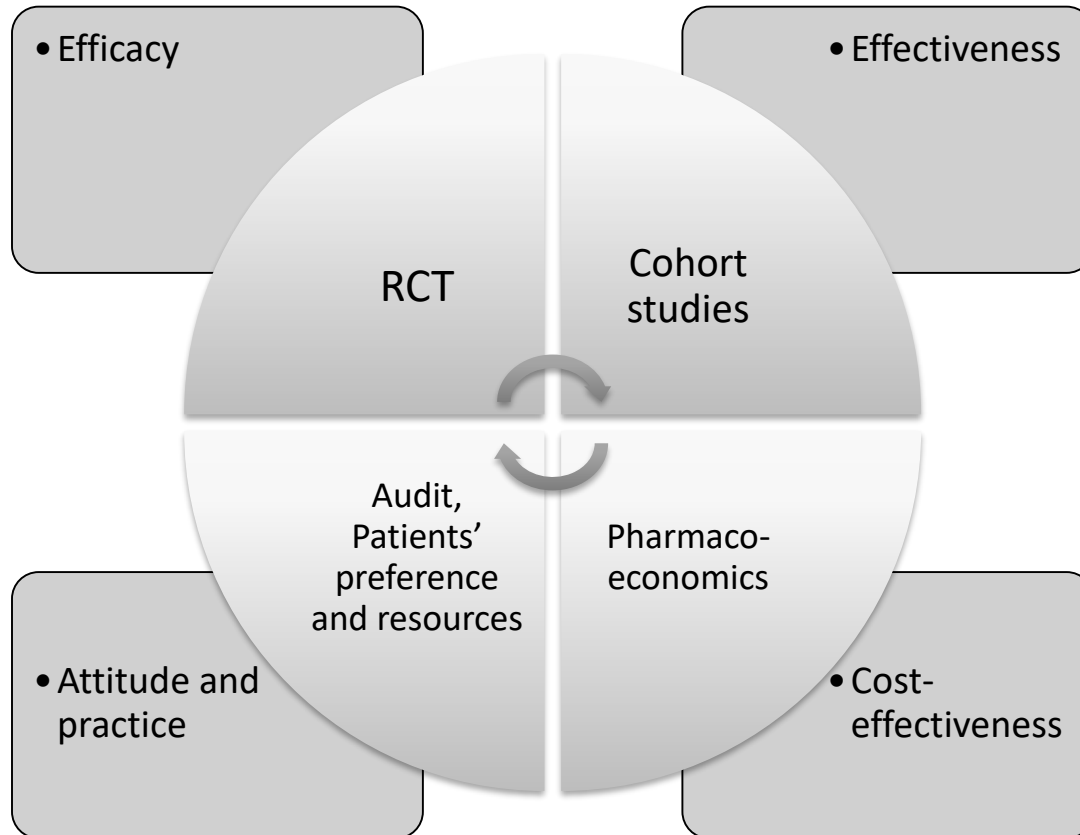 • Efficacy
• Effectiveness
RCT
Cohort
studies
Audit,
Patients’
preference
and resources
Pharmaco-
economics
• Attitude and
practice
• Cost-
effectiveness